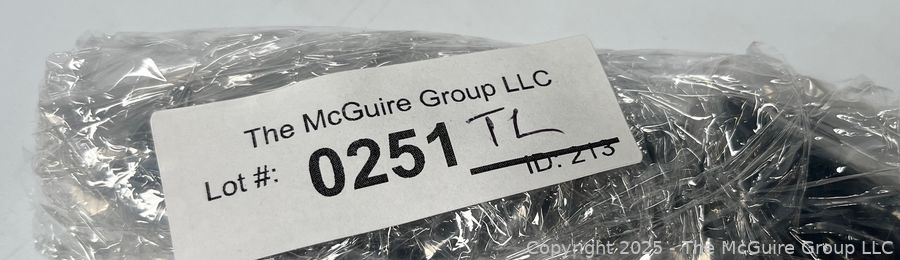 The McGuire Group LLC
Lot #: 0251 TL
ID: 213
Copyright 2025 - The McGuire Group LLC